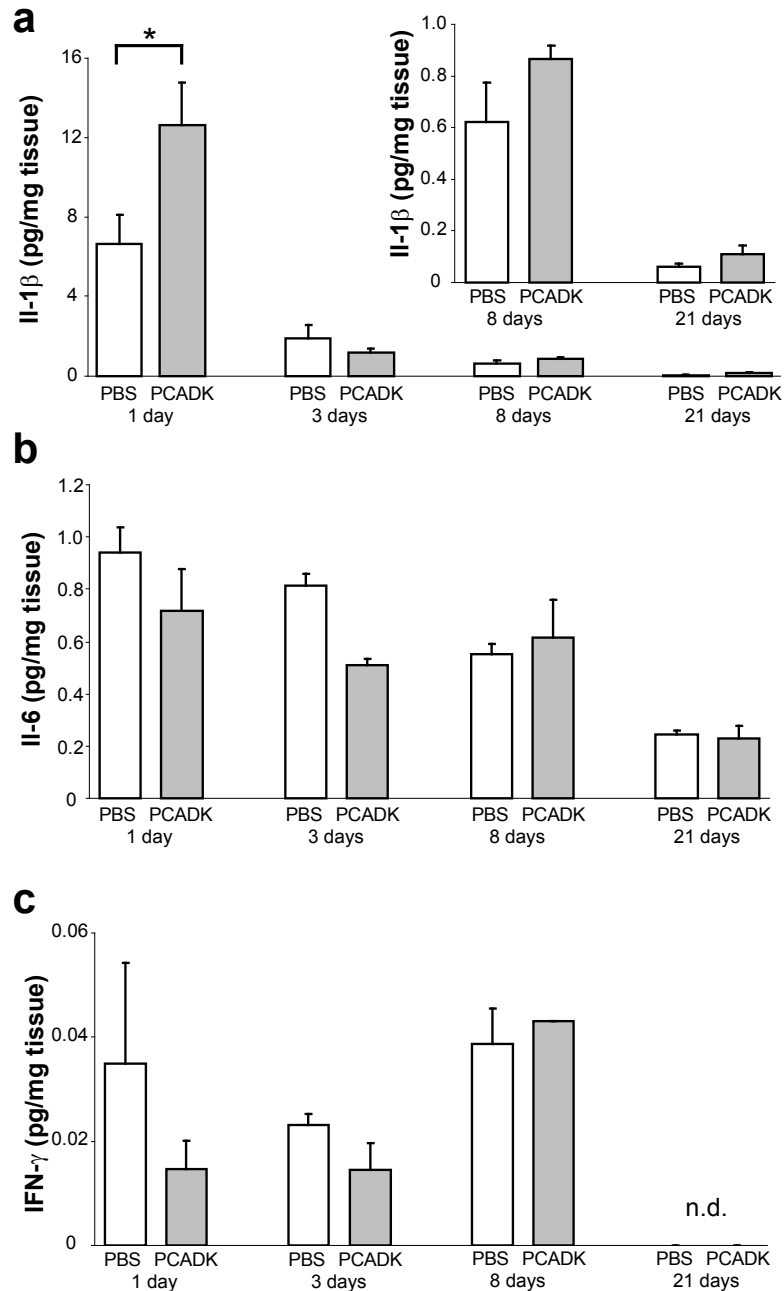 a
*
16
12
8
4
0
Il-1β (pg/mg tissue)
PBS PCADK PBS PCADK PBS PCADK PBS PCADK
1 day 3 days 8 days 21 days
1.0
0.8
0.6
0.4
0.2
0
Il-1β (pg/mg tissue)
PBS PCADK PBS PCADK
8 days 21 days
b
1.2
1.0
0.8
0.6
0.4
0.2
0
Il-6 (pg/mg tissue)
PBS PCADK PBS PCADK PBS PCADK PBS PCADK
1 day 3 days 8 days 21 days
c
0.06
0.04
0.02
0
IFN-γ (pg/mg tissue)
n.d.
PBS PCADK PBS PCADK PBS PCADK PBS PCADK
1 day 3 days 8 days 21 days